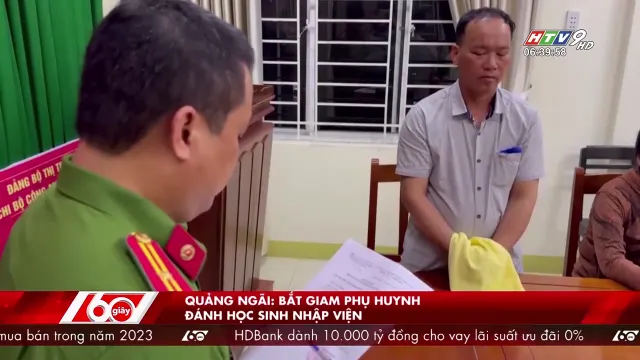 HTV9 HD
06:39:58
ĐẢNG BỘ THỊ TR
CHI BỘ CÔNG
60 giây
QUẢNG NGÃI: BẮT GIAM PHỤ HUYNH
ĐÁNH HỌC SINH NHẬP VIỆN
mua bán trong năm 2023 HDBank dành 10.000 tỷ đồng cho vay lãi suất ưu đãi 0%